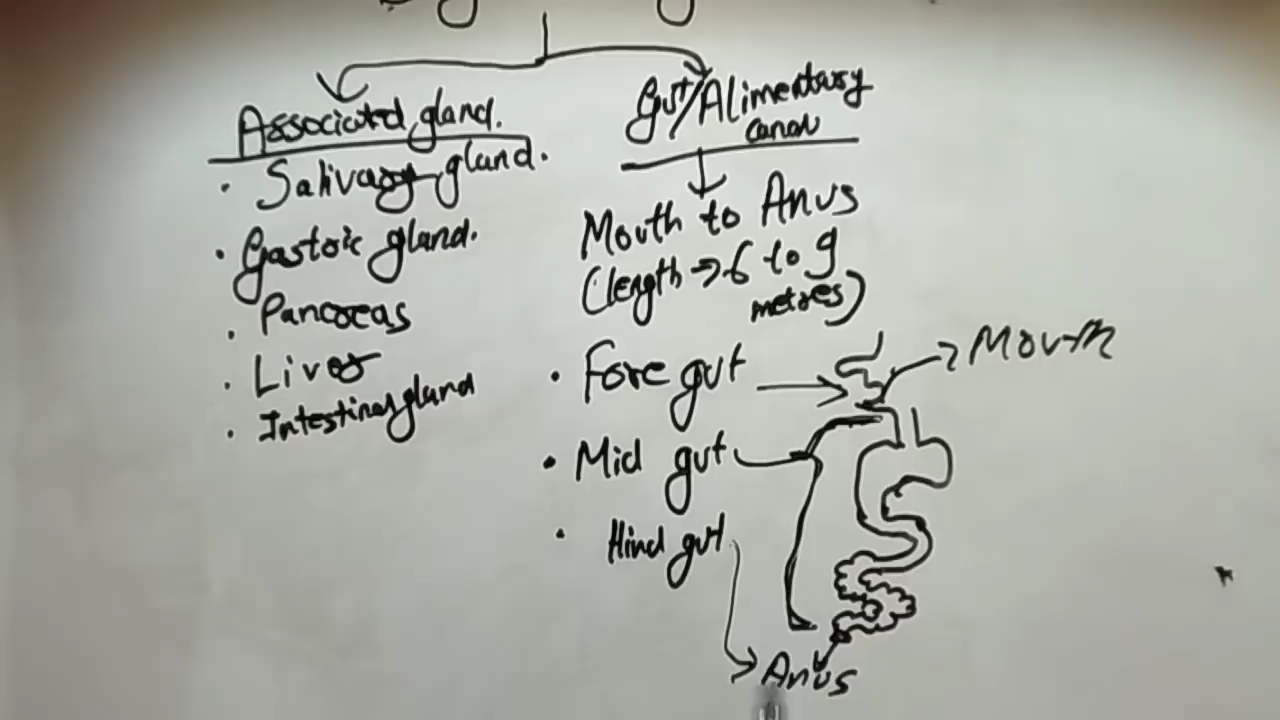 Associated gland.
• Salivary gland.
• Gastric gland.
• Pancreas
• Liver
• Intestinal gland
Gut/Alimentary
canal
Mouth to Anus
(length → 6 to 9
metres)
• Fore gut
Mouth
• Mid gut
• Hind gut
Anus